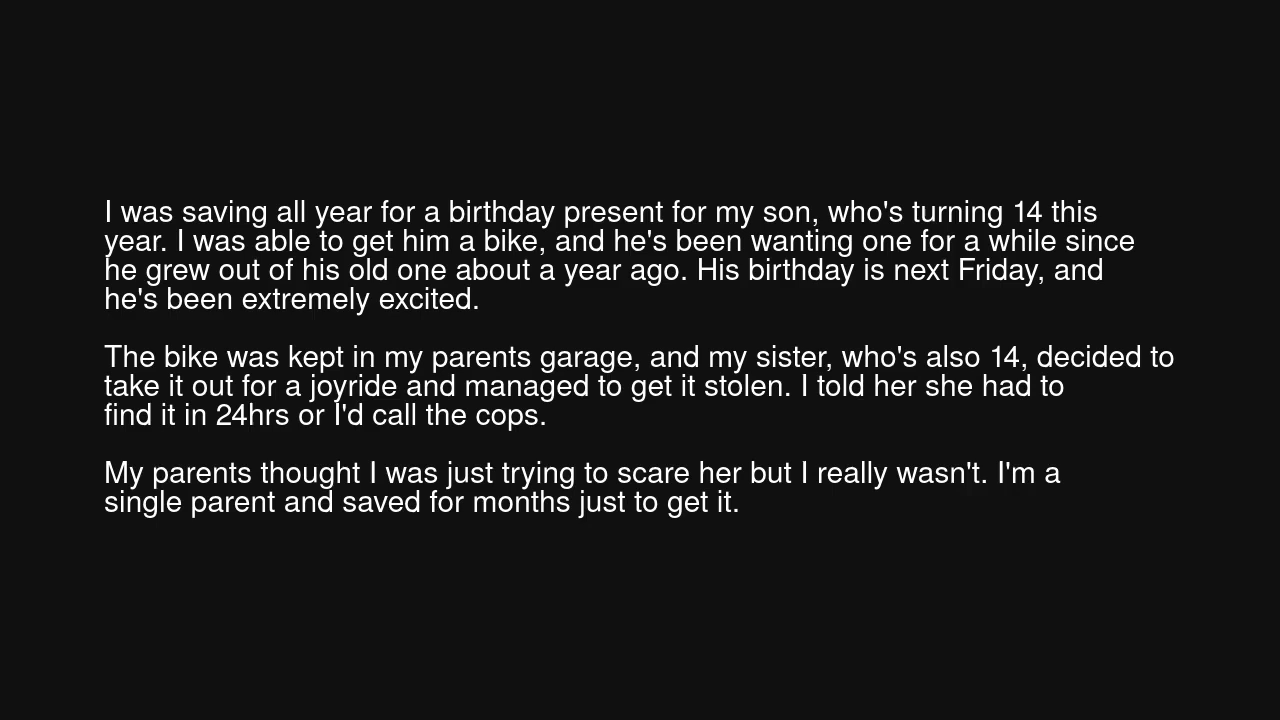 I was saving all year for a birthday present for my son, who's turning 14 this
year. I was able to get him a bike, and he's been wanting one for a while since
he grew out of his old one about a year ago. His birthday is next Friday, and
he's been extremely excited.
The bike was kept in my parents garage, and my sister, who's also 14, decided to
take it out for a joyride and managed to get it stolen. I told her she had to
find it in 24hrs or I'd call the cops.
My parents thought I was just trying to scare her but I really wasn't. I'm a
single parent and saved for months just to get it.